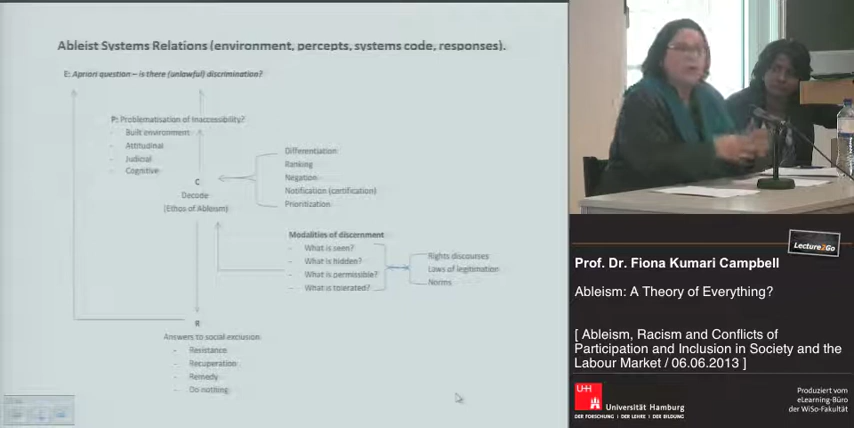 Ableist Systems Relations (environment, percepts, systems code, responses).
E: Apriori question – is there (unlawful) discrimination?
P: Problematisation of Inaccessibility?
- Built environment
- Attitudinal
- Judicial
- Cognitive
C
Decode
(Ethos of Ableism)
Differentiation
Ranking
Negation
Notification (certification)
Prioritization
Modalities of discernment
- What is seen?
- What is hidden?
- What is permissible?
- What is tolerated?
Rights discourses
Laws of legitimation
Norms
R
Answers to social exclusion
- Resistance
- Recuperation
- Remedy
- Do nothing
Lecture2Go
Prof. Dr. Fiona Kumari Campbell
Ableism: A Theory of Everything?
[ Ableism, Racism and Conflicts of
Participation and Inclusion in Society and the
Labour Market / 06.06.2013 ]
UHH
Universität Hamburg
DER FORSCHUNG | DER LEHRE | DER BILDUNG
Produziert vom
eLearning-Büro
der WiSo-Fakultät